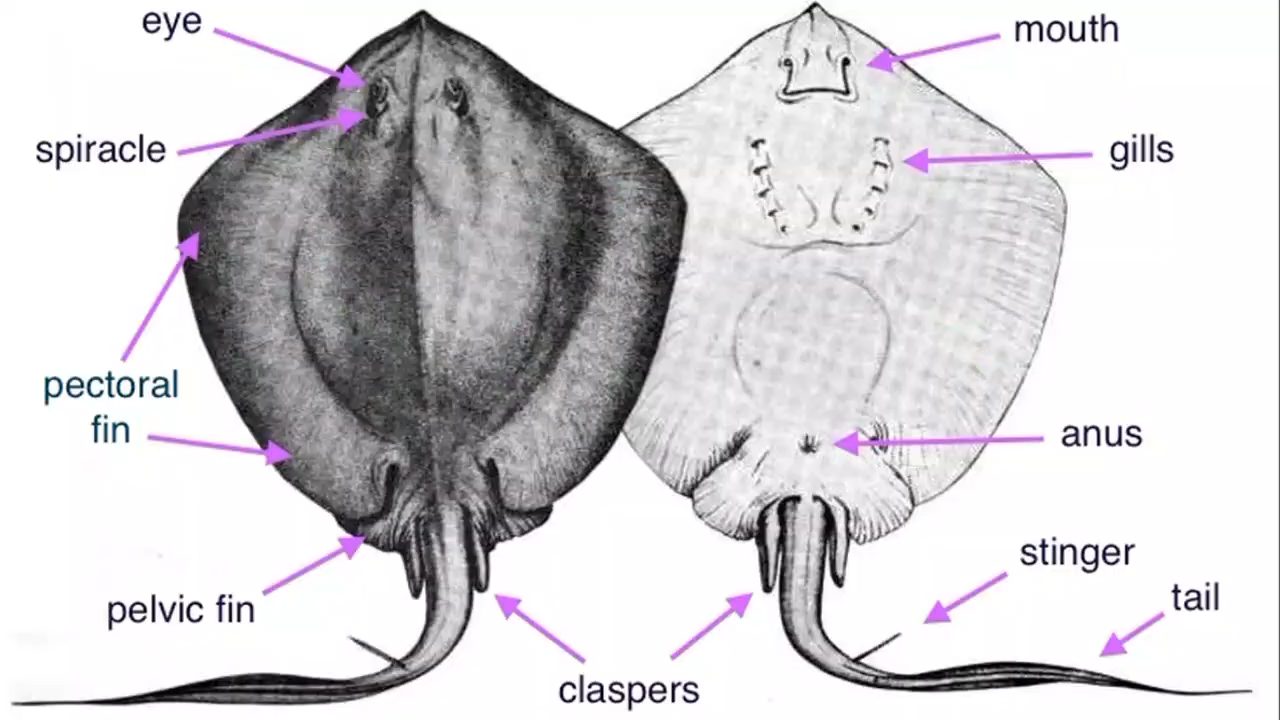 eye
mouth
spiracle
gills
pectoral
fin
anus
stinger
pelvic fin
tail
claspers